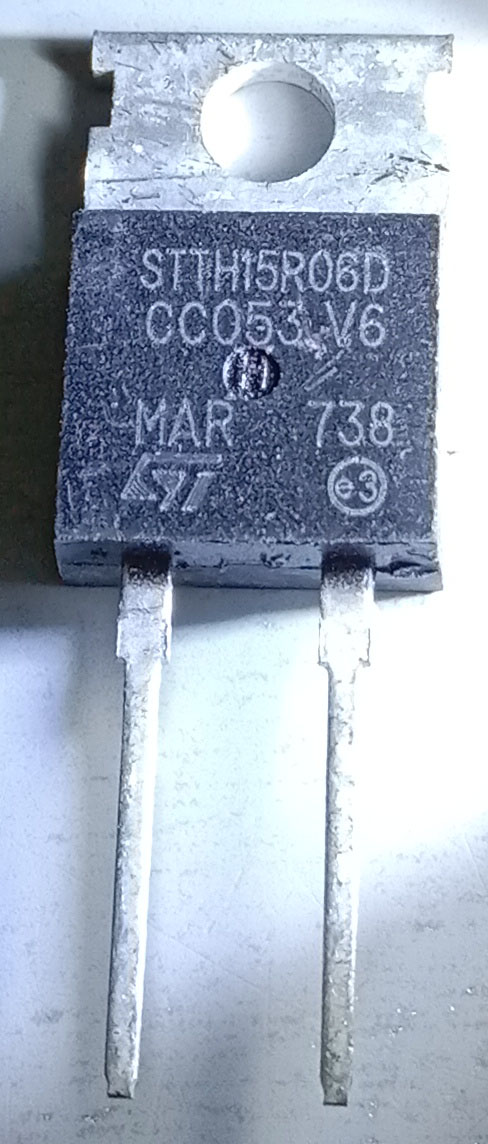 STTH15R06D
CC053 V6
MAR 738
ST e3